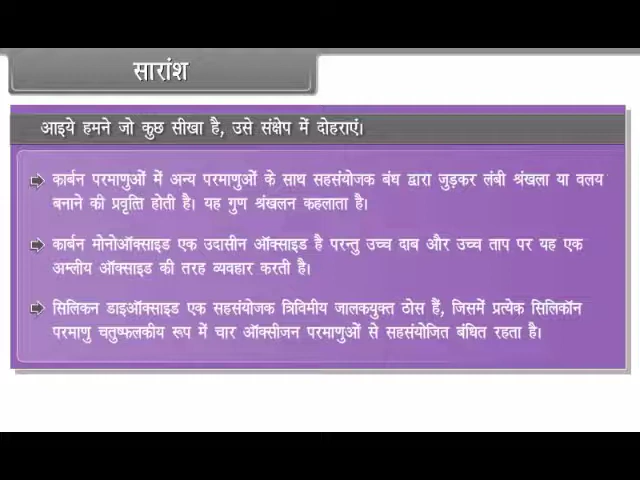 सारांश
आइये हमने जो कुछ सीखा है, उसे संक्षेप में दोहराएं।
कार्बन परमाणुओं में अन्य परमाणुओं के साथ सहसंयोजक बंध द्वारा जुड़कर लंबी श्रंखला या वलय
बनाने की प्रवृत्ति होती है। यह गुण श्रंखलन कहलाता है।
कार्बन मोनोऑक्साइड एक उदासीन ऑक्साइड है परन्तु उच्च दाब और उच्च ताप पर यह एक
अम्लीय ऑक्साइड की तरह व्यवहार करती है।
सिलिकन डाइऑक्साइड एक सहसंयोजक त्रिविमीय जालकयुक्त ठोस हैं, जिसमें प्रत्येक सिलिकॉन
परमाणु चतुष्फलकीय रूप में चार ऑक्सीजन परमाणुओं से सहसंयोजित बंधित रहता है।